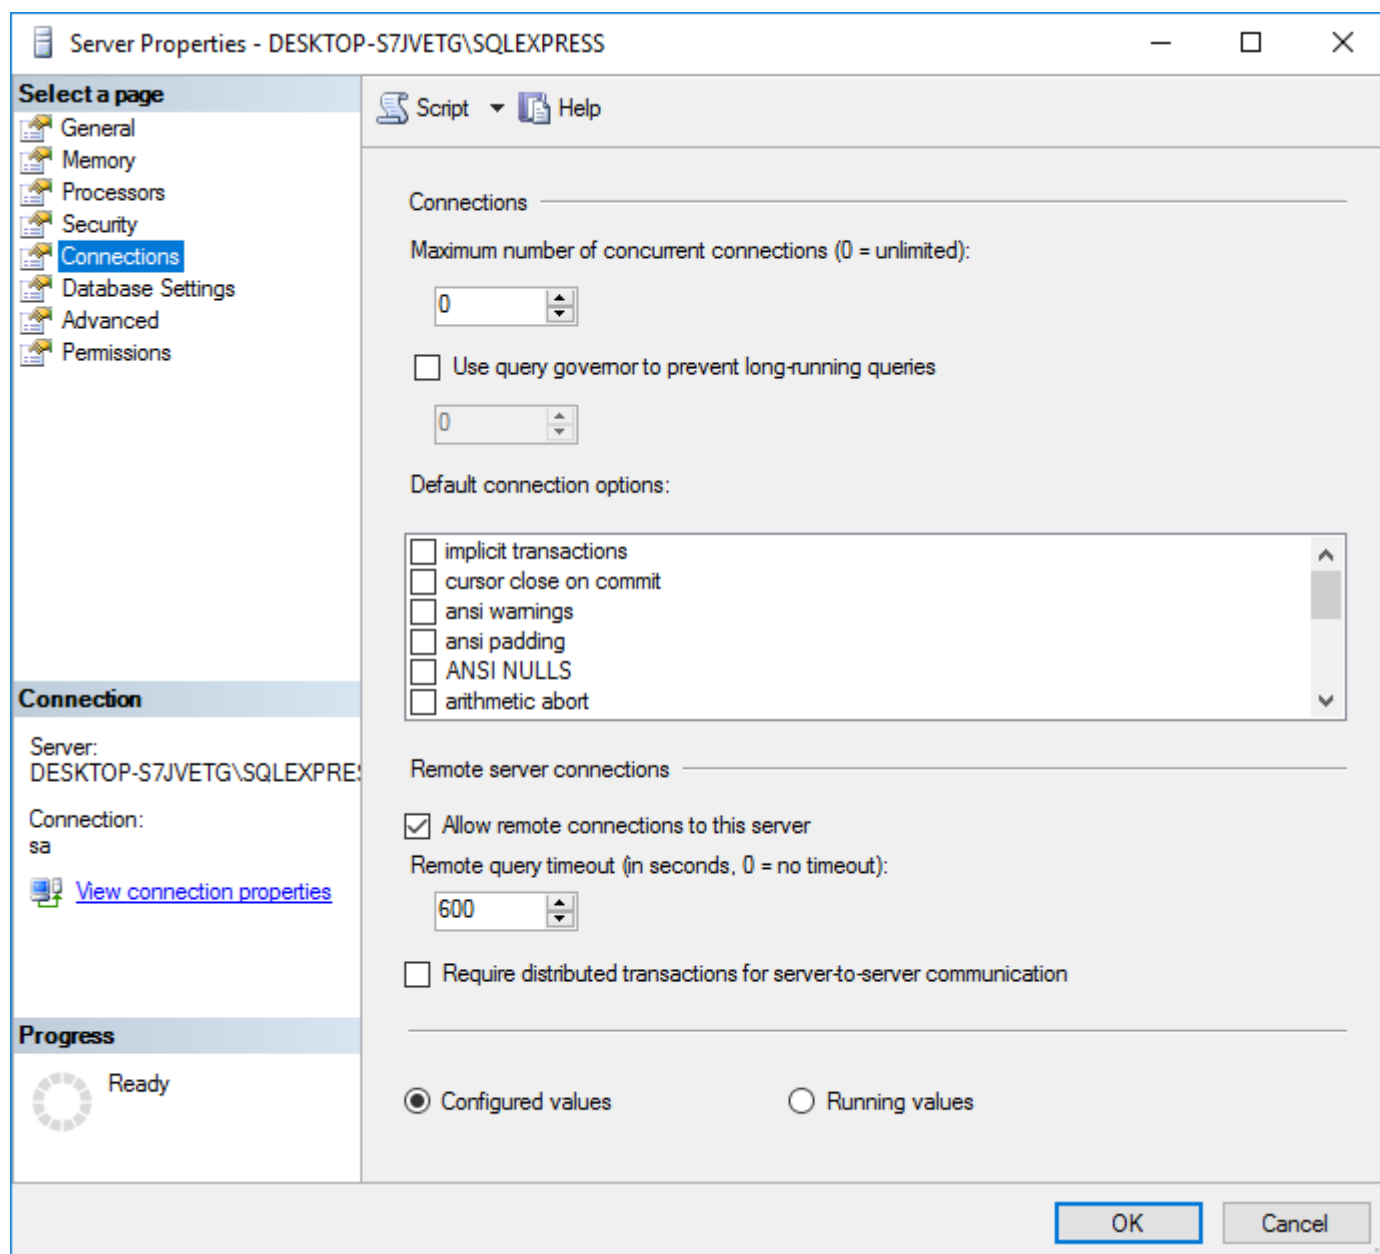 Server Properties - DESKTOP-S7JVETG\SQLEXPRESS
Select a page
General
Memory
Processors
Security
Connections
Database Settings
Advanced
Permissions
Connection
Server:
DESKTOP-S7JVETG\SQLEXPRES
Connection:
sa
View connection properties
Progress
Ready
Script
Help
Connections
Maximum number of concurrent connections (0 = unlimited):
0
Use query governor to prevent long-running queries
0
Default connection options:
implicit transactions
cursor close on commit
ansi warnings
ansi padding
ANSI NULLS
arithmetic abort
Remote server connections
Allow remote connections to this server
Remote query timeout (in seconds, 0 = no timeout):
600
Require distributed transactions for server-to-server communication
Configured values
Running values
OK
Cancel